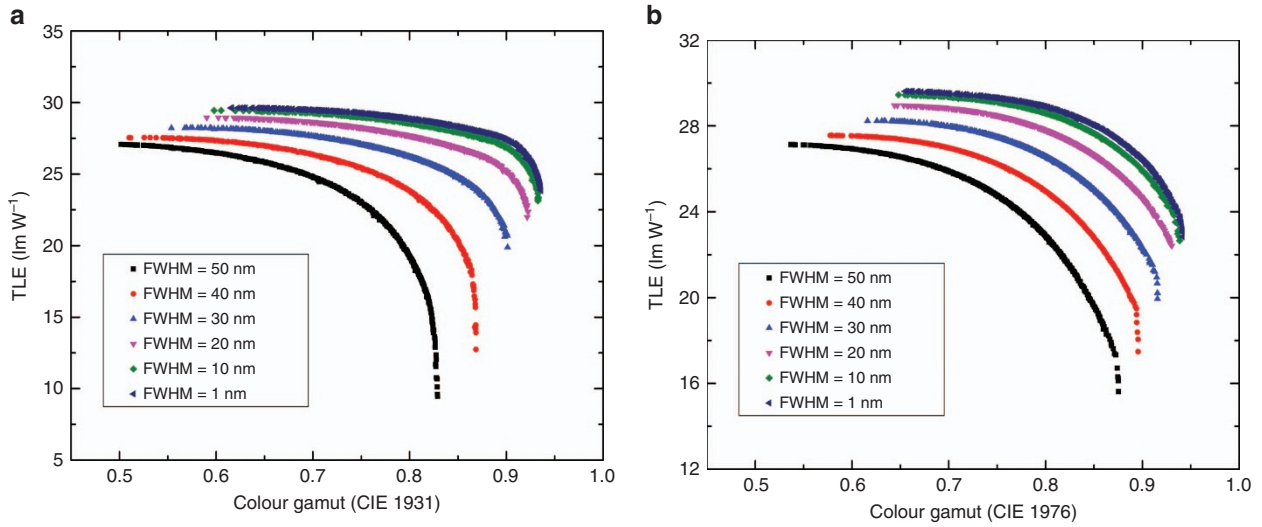 a
35
30
25
20
15
10
5
TLE (lm W−1)
FWHM = 50 nm
FWHM = 40 nm
FWHM = 30 nm
FWHM = 20 nm
FWHM = 10 nm
FWHM = 1 nm
0.5 0.6 0.7 0.8 0.9 1.0
Colour gamut (CIE 1931)
b
32
28
24
20
16
12
TLE (lm W−1)
FWHM = 50 nm
FWHM = 40 nm
FWHM = 30 nm
FWHM = 20 nm
FWHM = 10 nm
FWHM = 1 nm
0.5 0.6 0.7 0.8 0.9 1.0
Colour gamut (CIE 1976)